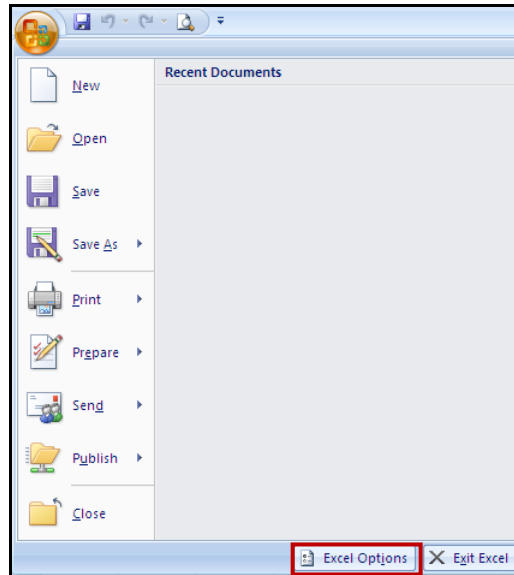 Recent Documents
New
Open
Save
Save As
Print
Prepare
Send
Publish
Close
Excel Options
Exit Excel